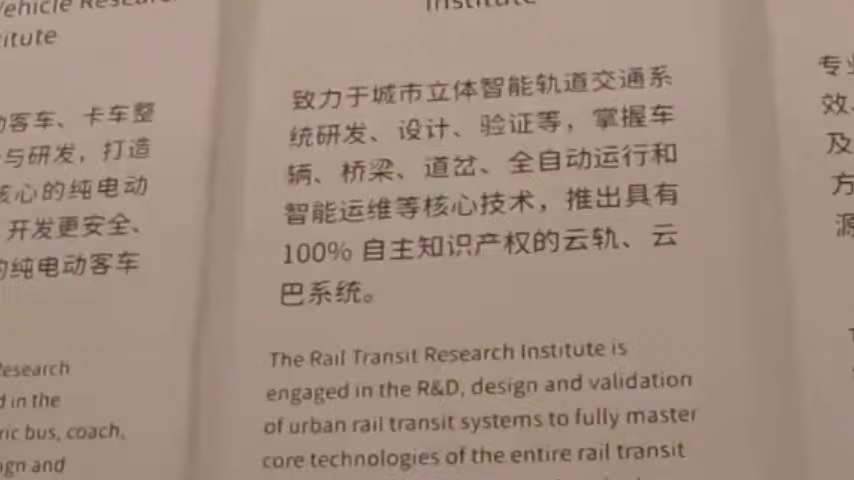 Vehicle Research
Institute
致力于城市立体智能轨道交通系
统研发、设计、验证等，掌握车
辆、桥梁、道岔、全自动运行和
智能运维等核心技术，推出具有
100% 自主知识产权的云轨、云
巴系统。
The Rail Transit Research Institute is
engaged in the R&D, design and validation
of urban rail transit systems to fully master
core technologies of the entire rail transit
客车、卡车整
与研发，打造
核心的纯电动
开发更安全、
的纯电动客车
Research
d in the
ric bus, coach,
ign and
专业
效
及
方
源